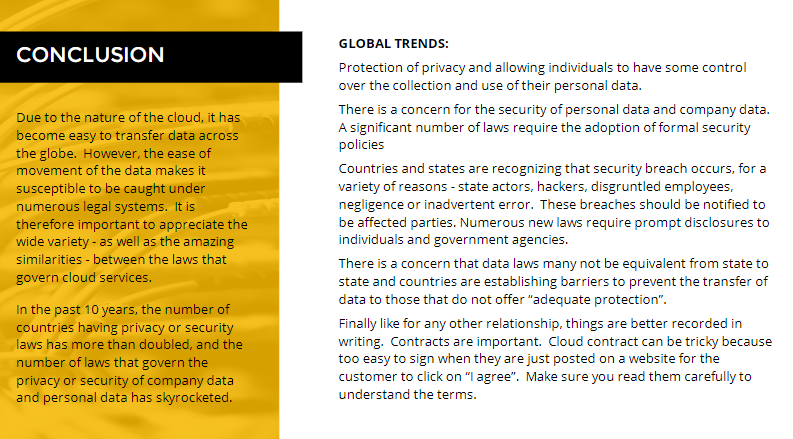 CONCLUSION
Due to the nature of the cloud, it has
become easy to transfer data across
the globe.  However, the ease of
movement of the data makes it
susceptible to be caught under
numerous legal systems.  It is
therefore important to appreciate the
wide variety - as well as the amazing
similarities - between the laws that
govern cloud services.
In the past 10 years, the number of
countries having privacy or security
laws has more than doubled, and the
number of laws that govern the
privacy or security of company data
and personal data has skyrocketed.
GLOBAL TRENDS:
Protection of privacy and allowing individuals to have some control
over the collection and use of their personal data.
There is a concern for the security of personal data and company data.
A significant number of laws require the adoption of formal security
policies
Countries and states are recognizing that security breach occurs, for a
variety of reasons - state actors, hackers, disgruntled employees,
negligence or inadvertent error.  These breaches should be notified to
be affected parties. Numerous new laws require prompt disclosures to
individuals and government agencies.
There is a concern that data laws many not be equivalent from state to
state and countries are establishing barriers to prevent the transfer of
data to those that do not offer “adequate protection”.
Finally like for any other relationship, things are better recorded in
writing.  Contracts are important.  Cloud contract can be tricky because
too easy to sign when they are just posted on a website for the
customer to click on “I agree”.  Make sure you read them carefully to
understand the terms.